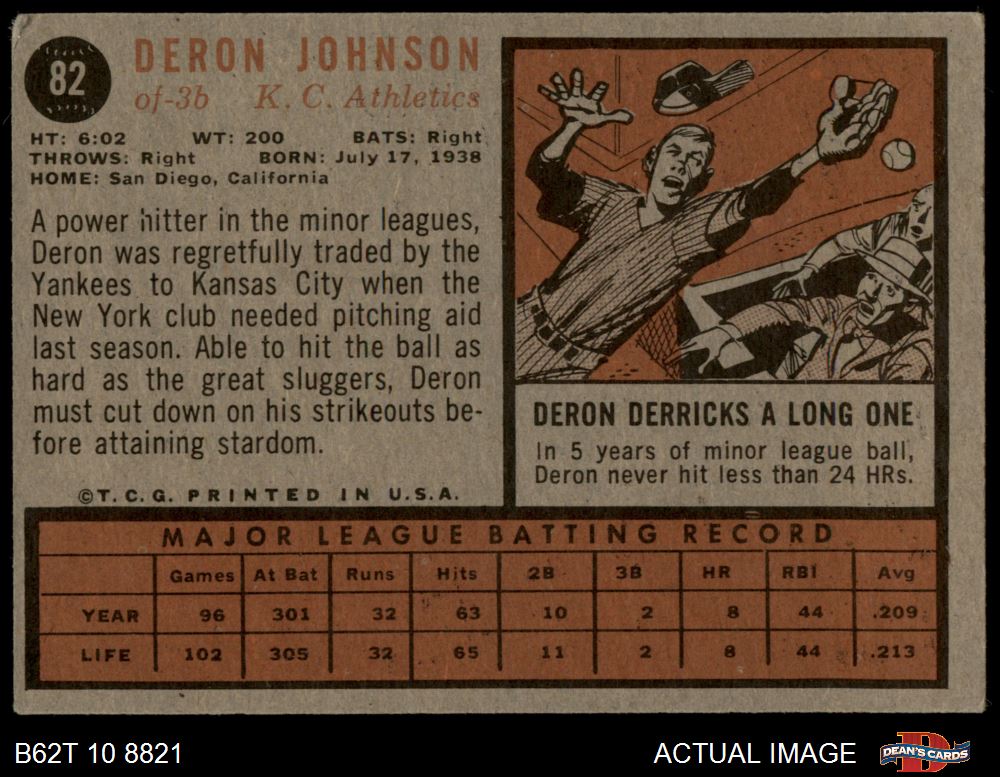 82
DERON JOHNSON
of-3b K. C. Athletics
HT: 6:02 WT: 200 BATS: Right
THROWS: Right BORN: July 17, 1938
HOME: San Diego, California
A power hitter in the minor leagues,
Deron was regretfully traded by the
Yankees to Kansas City when the
New York club needed pitching aid
last season. Able to hit the ball as
hard as the great sluggers, Deron
must cut down on his strikeouts be-
fore attaining stardom.
©T.C.G. PRINTED IN U.S.A.
DERON DERRICKS A LONG ONE
In 5 years of minor league ball,
Deron never hit less than 24 HRs.
MAJOR LEAGUE BATTING RECORD
Games At Bat Runs Hits 2B 3B HR RBI Avg
YEAR 96 301 32 63 10 2 8 44 .209
LIFE 102 305 32 65 11 2 8 44 .213
B62T 10 8821 ACTUAL IMAGE DEAN'S CARDS